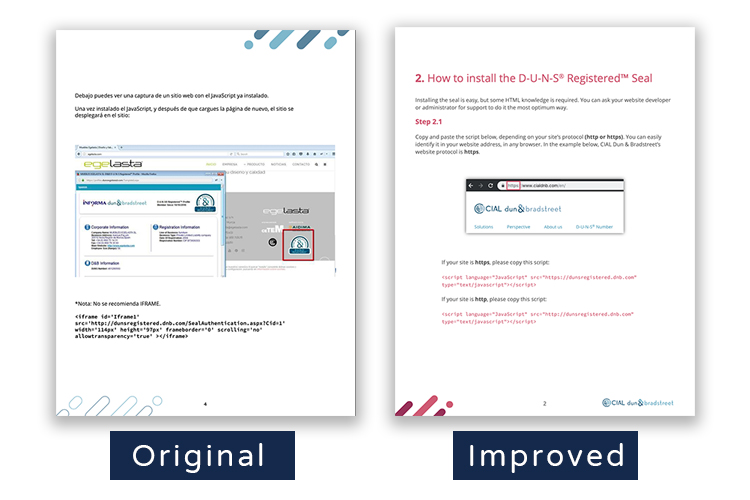 Debajo puedes ver una captura de un sitio web con el JavaScript ya instalado.
Una vez instalado el JavaScript, y después de que cargues la página de nuevo, el sitio se
desplegará en el sitio:
egelasta
INICIO EMPRESA PRODUCTO NOTICIAS CONTACTO
diseno y calidad
INFORMA dun&bradstreet
Corporate Information
Registration Information
D&B Information
egelasta
AIDIMA
*Nota: No se recomienda IFRAME.
<iframe id='Iframe1'
src='http://dunsregistered.dnb.com/SealAuthentication.aspx?Cid=1'
width='114px' height='97px' frameborder='0' scrolling='no'
allowtransparency='true' ></iframe>
4
Original
2. How to install the D-U-N-S® Registered™ Seal
Installing the seal is easy, but some HTML knowledge is required. You can ask your website developer
or administrator for support to do it the most optimum way.
Step 2.1
Copy and paste the script below, depending on your site's protocol (http or https). You can easily
identify it in your website address, in any browser. In the example below, CIAL Dun & Bradstreet's
website protocol is https.
https://www.cialdnb.com/en/
CIAL dun&bradstreet
Solutions Perspective About us D-U-N-S® Number
If your site is https, please copy this script:
<script language="JavaScript" src="https://dunsregistered.dnb.com"
type="text/javascript"></script>
If your site is http, please copy this script:
rscript language="JavaScript" src="http://dunsregistered.dnb.com"
type="text/javascript"></script>
2
CIAL dun&bradstreet
Improved